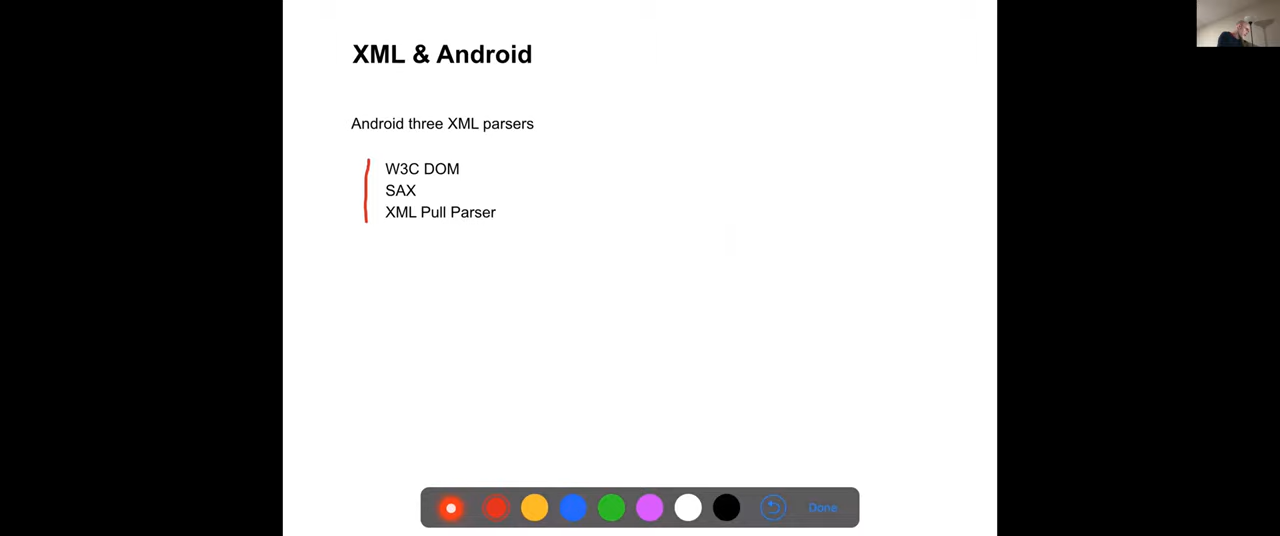 XML & Android
Android three XML parsers
W3C DOM
SAX
XML Pull Parser
Done